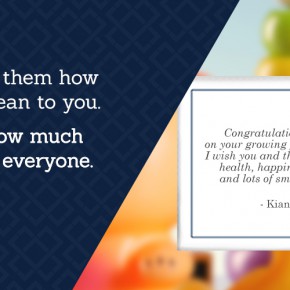 them how
ean to you.
ow much
everyone.
Congratulatio
on your growing
I wish you and th
health, happin
and lots of sm
- Kian